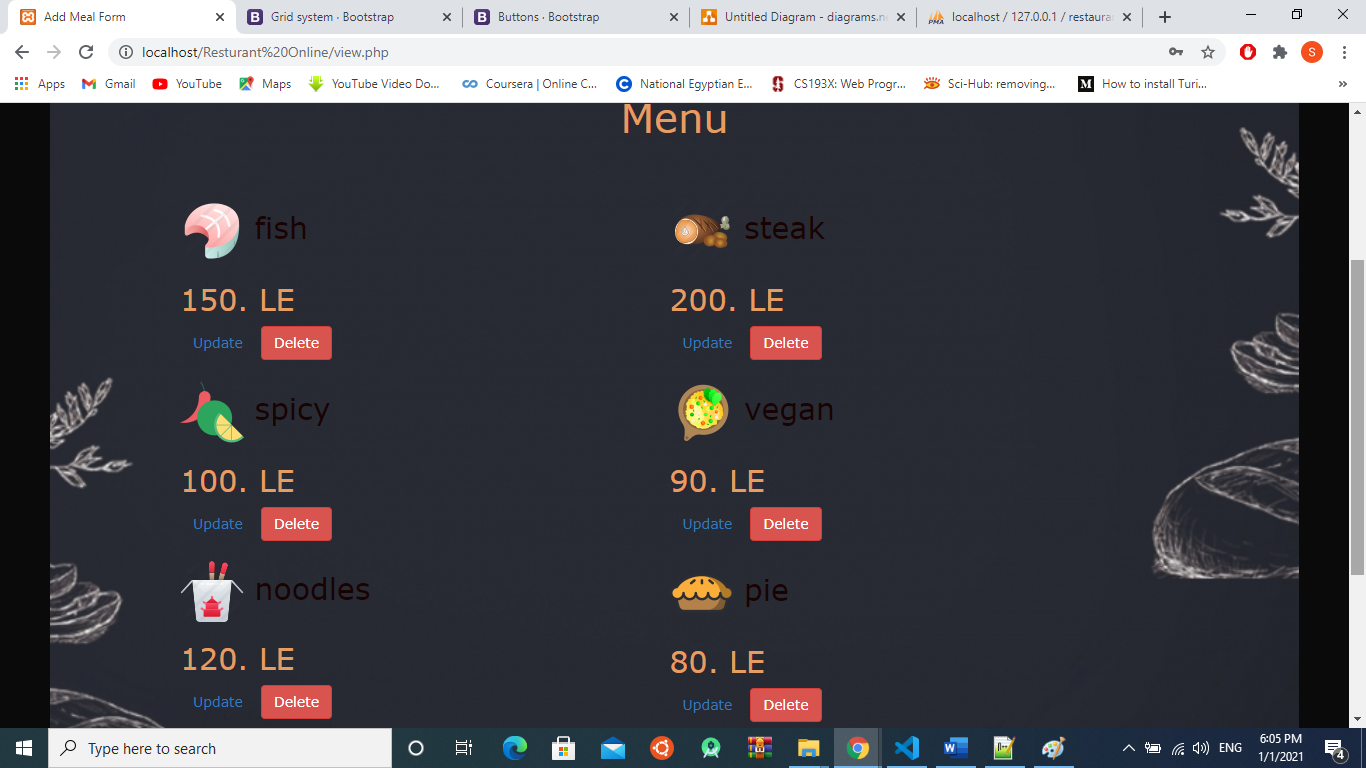 Add Meal Form
Grid system · Bootstrap
Buttons · Bootstrap
Untitled Diagram - diagrams.n
localhost / 127.0.0.1 / restaura
localhost/Resturant%20Online/view.php
S
Apps
Gmail
YouTube
Maps
YouTube Video Do...
Coursera | Online C...
National Egyptian E...
CS193X: Web Progr...
Sci-Hub: removing...
How to install Turi...
Menu
fish
steak
150. LE
200. LE
Update Delete
Update Delete
spicy
vegan
100. LE
90. LE
Update Delete
Update Delete
noodles
pie
120. LE
80. LE
Update Delete
Update Delete
Type here to search
ENG
6:05 PM
1/1/2021
4